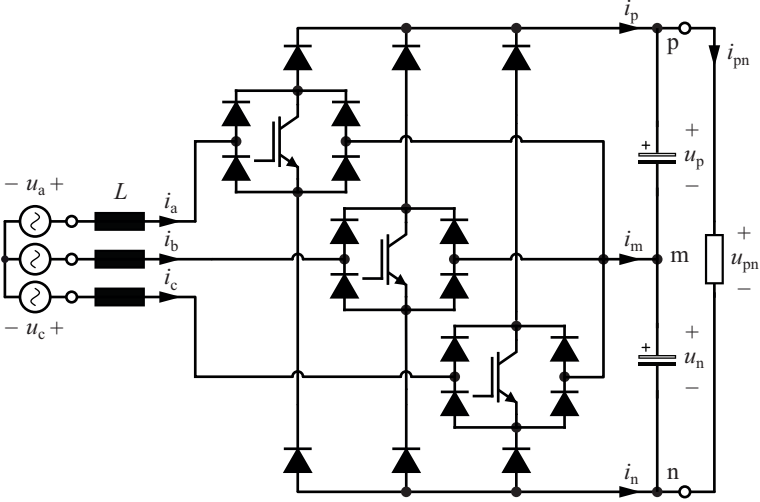 i_p
p
i_pn
+
+
u_p
−
− u_a +
L
i_a
i_b
i_m
m
+
u_pn
−
i_c
− u_c +
+
+
u_n
−
i_n
n